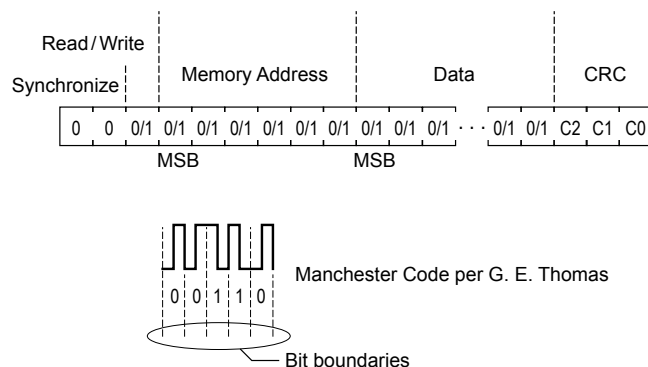 Read/Write
Synchronize Memory Address Data CRC
0 0 0/1 0/1 0/1 0/1 0/1 0/1 0/1 0/1 0/1 0/1 · · · 0/1 0/1 C2 C1 C0
MSB MSB
Manchester Code per G. E. Thomas
0 0 1 1 0
Bit boundaries